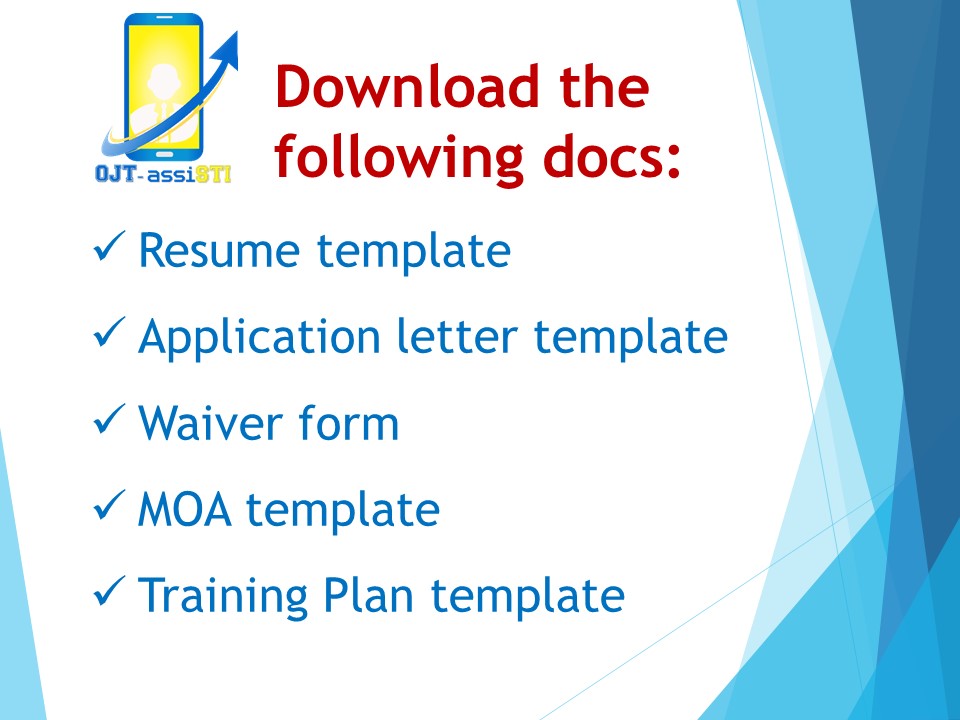 OJT-assiSTI
Download the
following docs:
Resume template
Application letter template
Waiver form
MOA template
Training Plan template